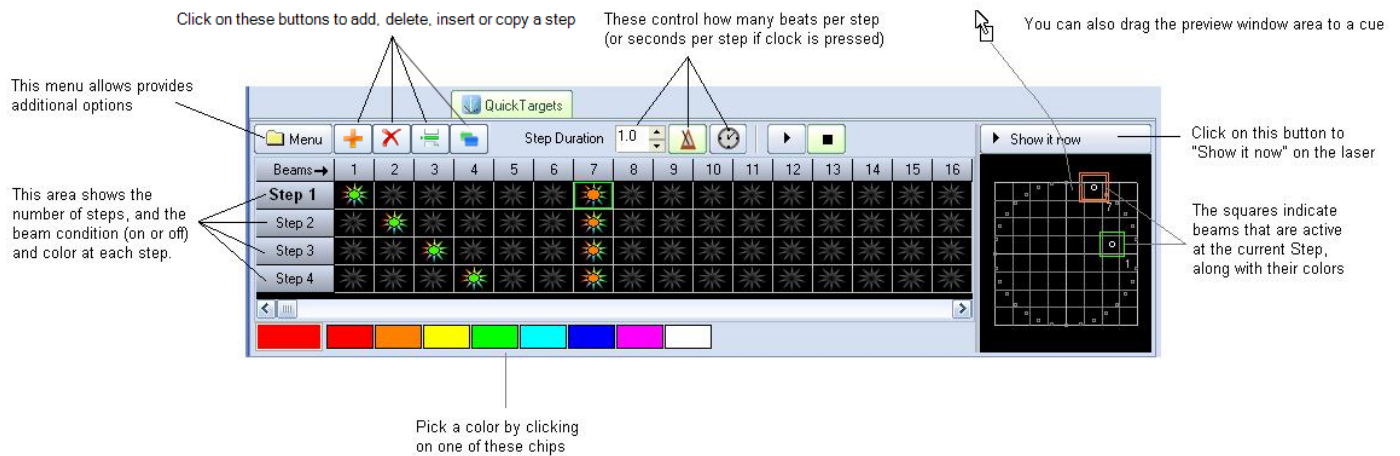 Click on these buttons to add, delete, insert or copy a step
These control how many beats per step
(or seconds per step if clock is pressed)
You can also drag the preview window area to a cue
This menu allows provides
additional options
QuickTargets
Menu
Step Duration
1.0
Show it now
Click on this button to
"Show it now" on the laser
Beams→ 1 2 3 4 5 6 7 8 9 10 11 12 13 14 15 16
Step 1
Step 2
Step 3
Step 4
This area shows the
number of steps, and the
beam condition (on or off)
and color at each step.
7
1
The squares indicate
beams that are active
at the current Step,
along with their colors
Pick a color by clicking
on one of these chips